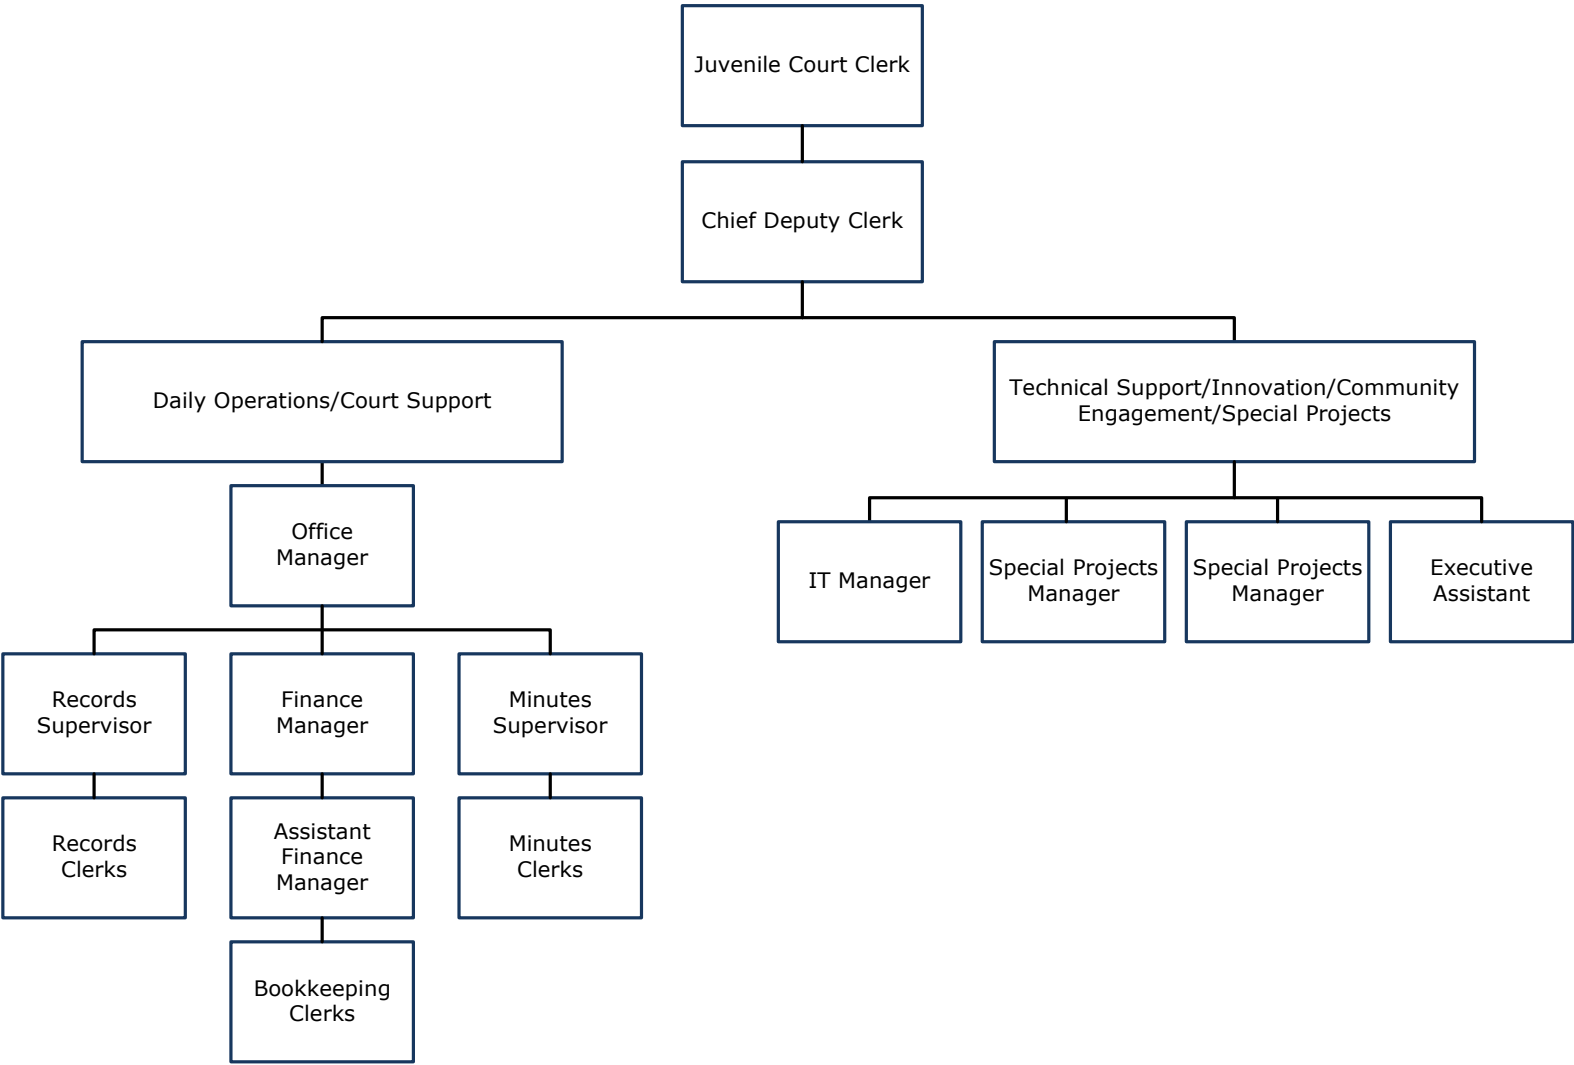 Juvenile Court Clerk
Chief Deputy Clerk
Daily Operations/Court Support
Technical Support/Innovation/Community
Engagement/Special Projects
Office
Manager
IT Manager
Special Projects
Manager
Special Projects
Manager
Executive
Assistant
Records
Supervisor
Finance
Manager
Minutes
Supervisor
Records
Clerks
Assistant
Finance
Manager
Minutes
Clerks
Bookkeeping
Clerks